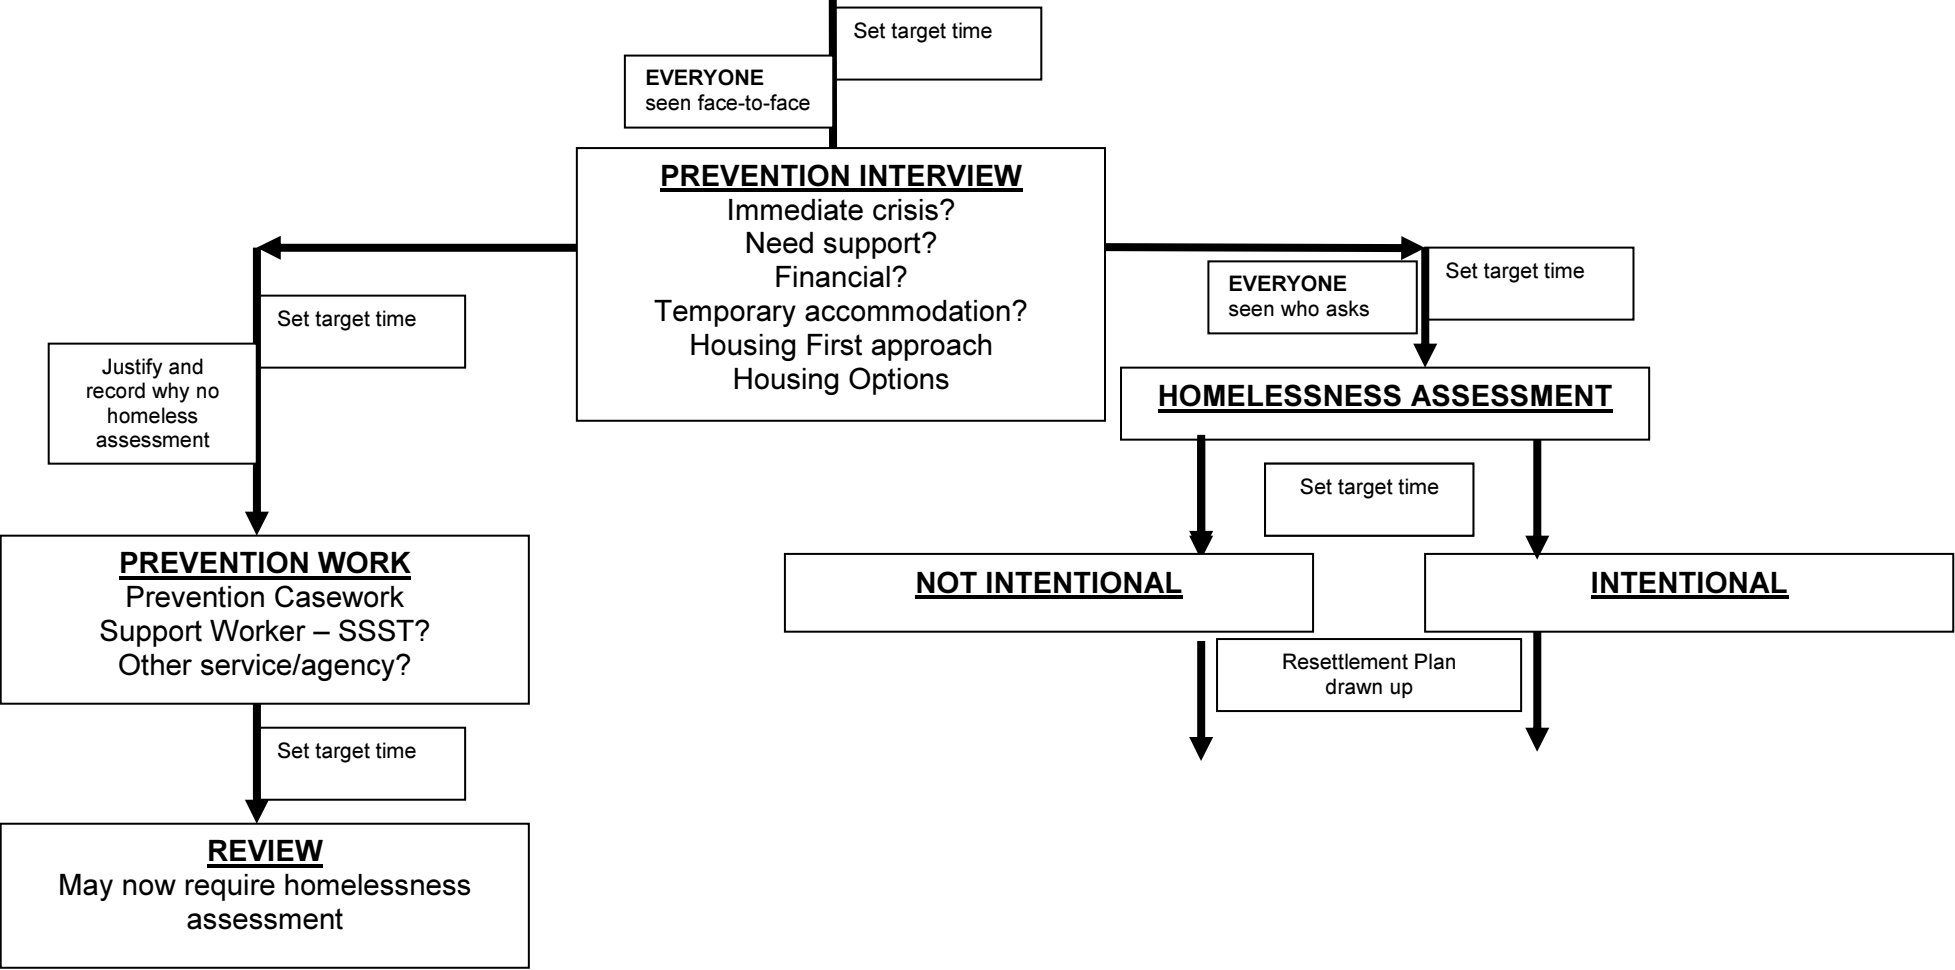 Set target time
EVERYONE
seen face-to-face
PREVENTION INTERVIEW
Immediate crisis?
Need support?
Financial?
Temporary accommodation?
Housing First approach
Housing Options
Set target time
Justify and
record why no
homeless
assessment
EVERYONE
seen who asks
Set target time
HOMELESSNESS ASSESSMENT
Set target time
PREVENTION WORK
Prevention Casework
Support Worker – SSST?
Other service/agency?
NOT INTENTIONAL
INTENTIONAL
Resettlement Plan
drawn up
Set target time
REVIEW
May now require homelessness
assessment